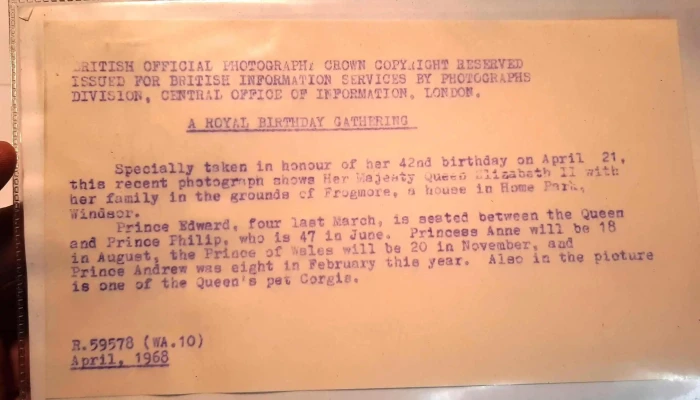 BRITISH OFFICIAL PHOTOGRAPH: CROWN COPYRIGHT RESERVED
ISSUED FOR BRITISH INFORMATION SERVICES BY PHOTOGRAPHS
DIVISION, CENTRAL OFFICE OF INFORMATION, LONDON.
A ROYAL BIRTHDAY GATHERING
Specially taken in honour of her 42nd birthday on April 21,
this recent photograph shows Her Majesty Queen Elizabeth II with
her family in the grounds of Frogmore, a house in Home Park,
Windsor.
Prince Edward, four last March, is seated between the Queen
and Prince Philip, who is 47 in June. Princess Anne will be 18
in August, the Prince of Wales will be 20 in November, and
Prince Andrew was eight in February this year. Also in the picture
is one of the Queen's pet Corgis.
R.59578 (WA.10)
April, 1968